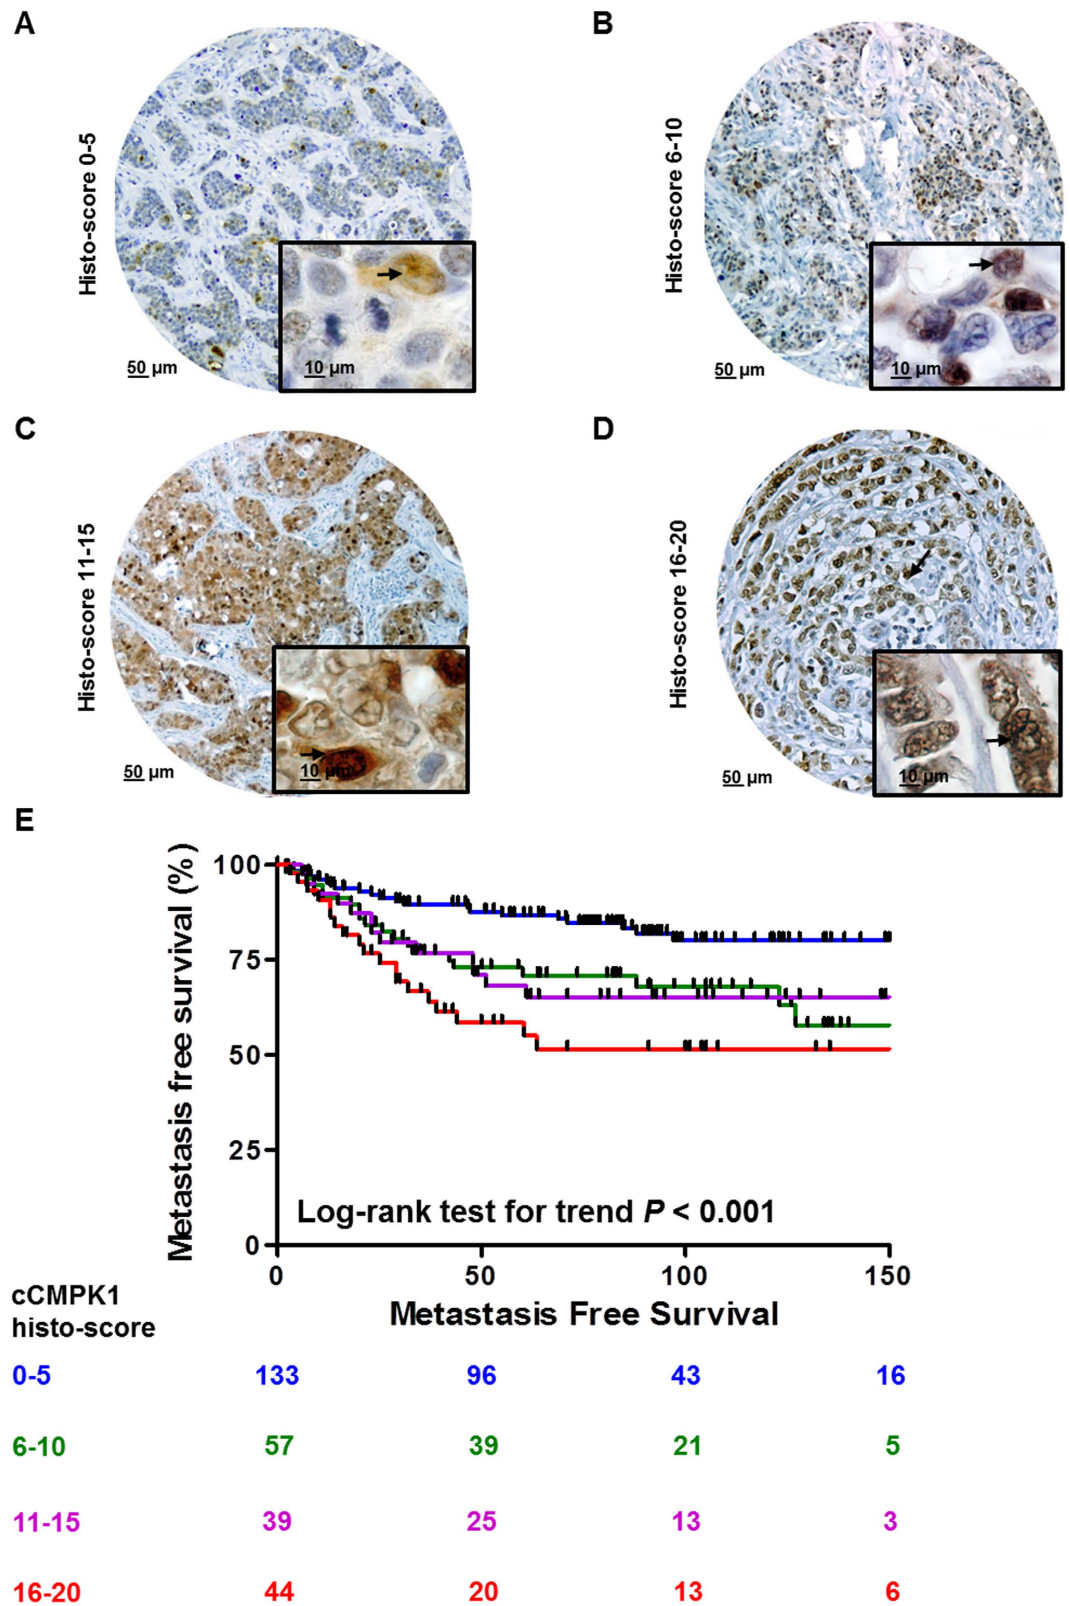 A
B
Histo-score 0-5
Histo-score 6-10
50 µm
10 µm
50 µm
10 µm
C
D
Histo-score 11-15
Histo-score 16-20
50 µm
10 µm
50 µm
10 µm
E
Metastasis free survival (%)
100
75
50
25
0
Log-rank test for trend P < 0.001
0 50 100 150
Metastasis Free Survival
cCMPK1
histo-score
0-5 133 96 43 16
6-10 57 39 21 5
11-15 39 25 13 3
16-20 44 20 13 6